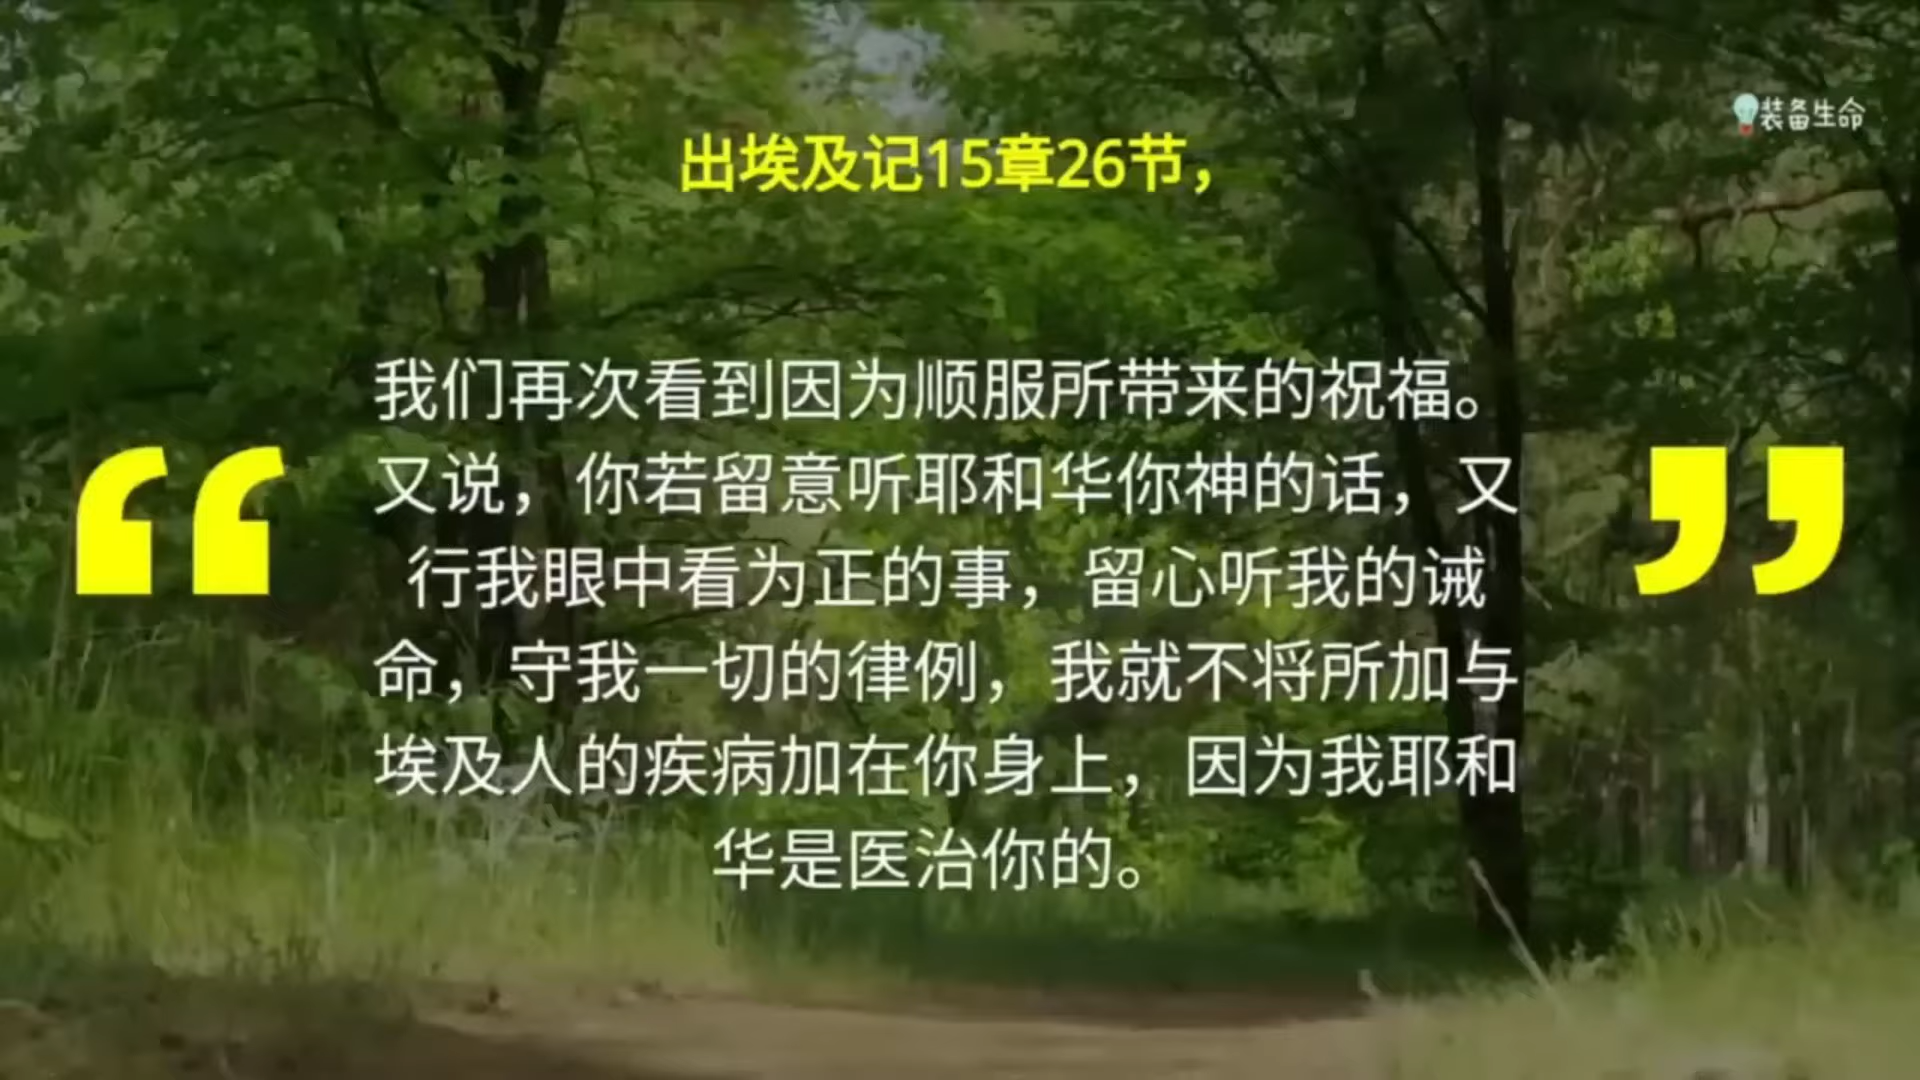 装备生命
出埃及记15章26节，
我们再次看到因为顺服所带来的祝福。
又说，你若留意听耶和华你神的话，又
行我眼中看为正的事，留心听我的诫
命，守我一切的律例，我就不将所加与
埃及人的疾病加在你身上，因为我耶和
华是医治你的。